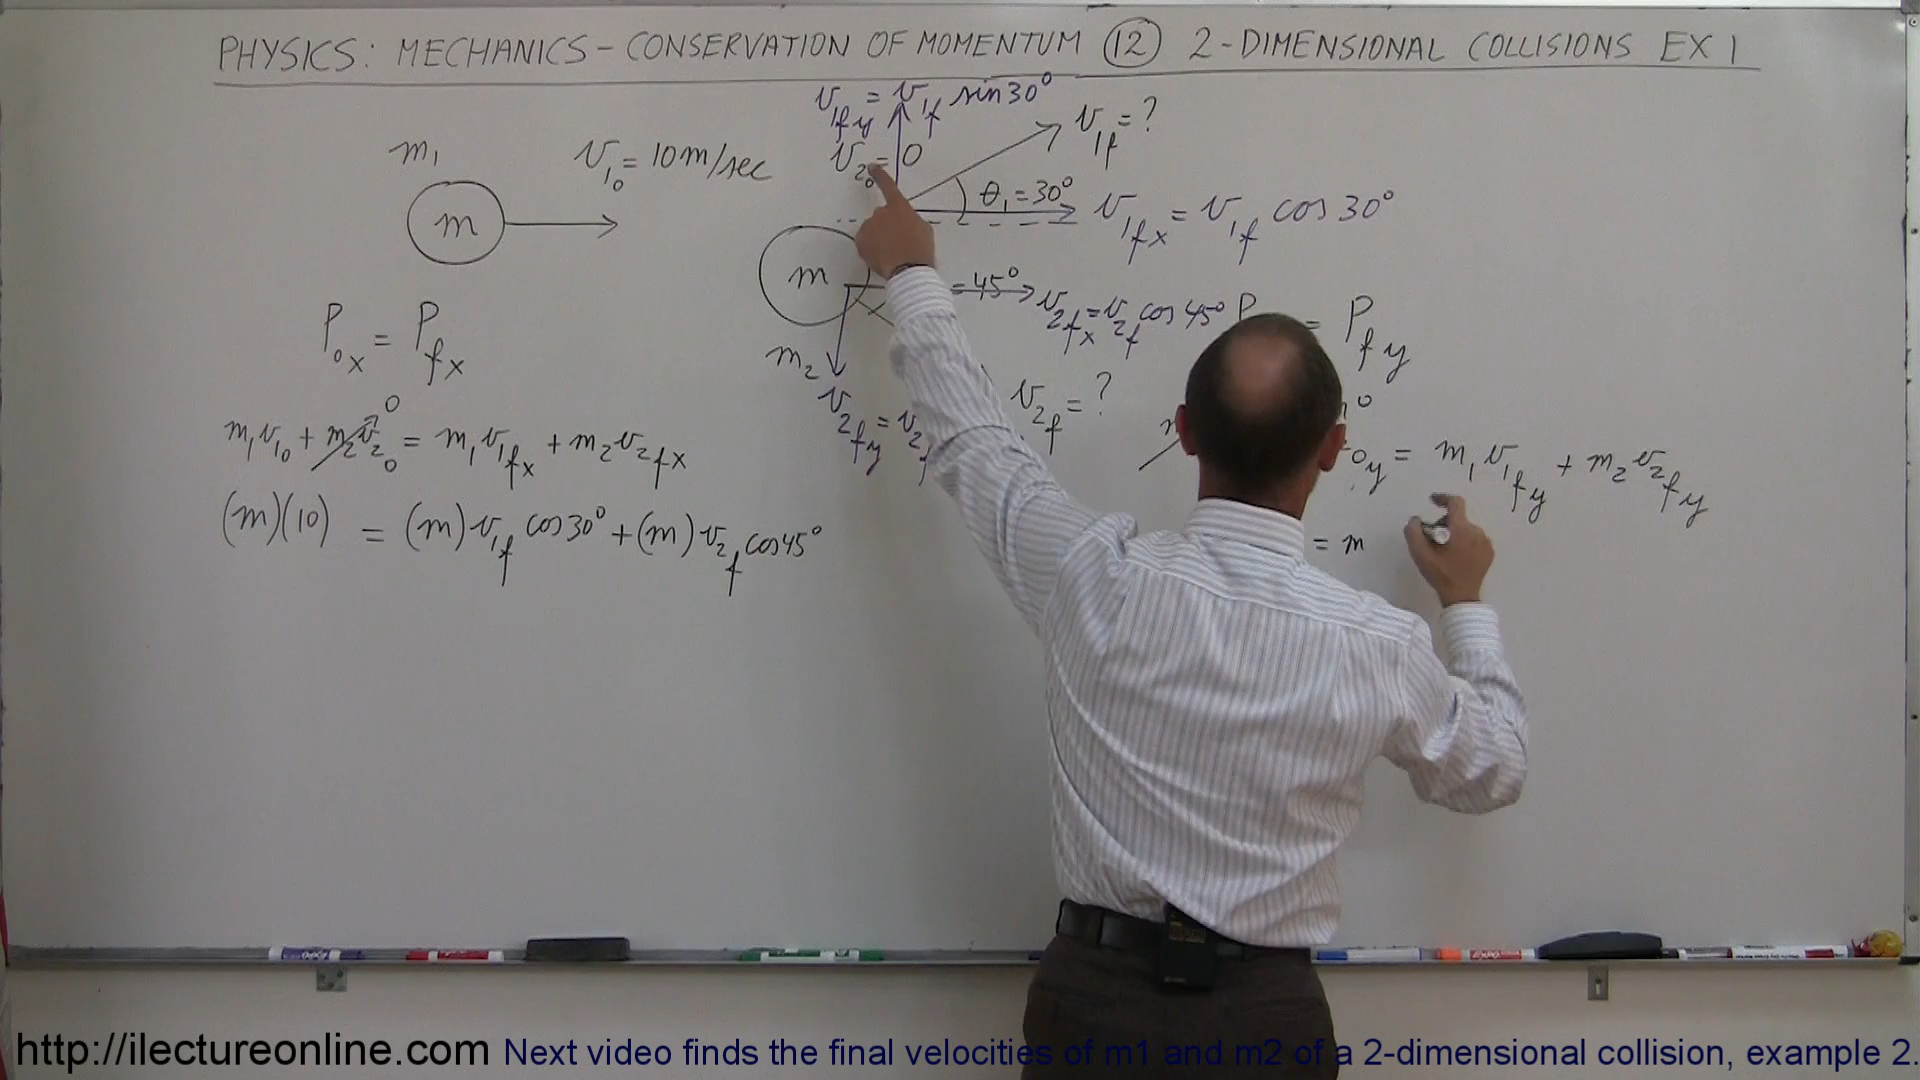 PHYSICS: MECHANICS - CONSERVATION OF MOMENTUM (12) 2-DIMENSIONAL COLLISIONS EX 1
v1fy = v1f sin30°
m1
v1o = 10 m/sec
v2o = 0
v1f = ?
θ1 = 30°
v1fx = v1f cos 30°
m
m
= 45°
v2fx = v2f cos 45°
m2
v2fy = v2f
v2f = ?
Pox = Pfx
m1v1o + m2v2o = m1v1fx + m2v2fx
0
(m)(10) = (m) v1f cos30° + (m) v2f cos45°
P = Pfy
oy = m1v1fy + m2v2fy
= m
http://ilectureonline.com Next video finds the final velocities of m1 and m2 of a 2-dimensional collision, example 2.